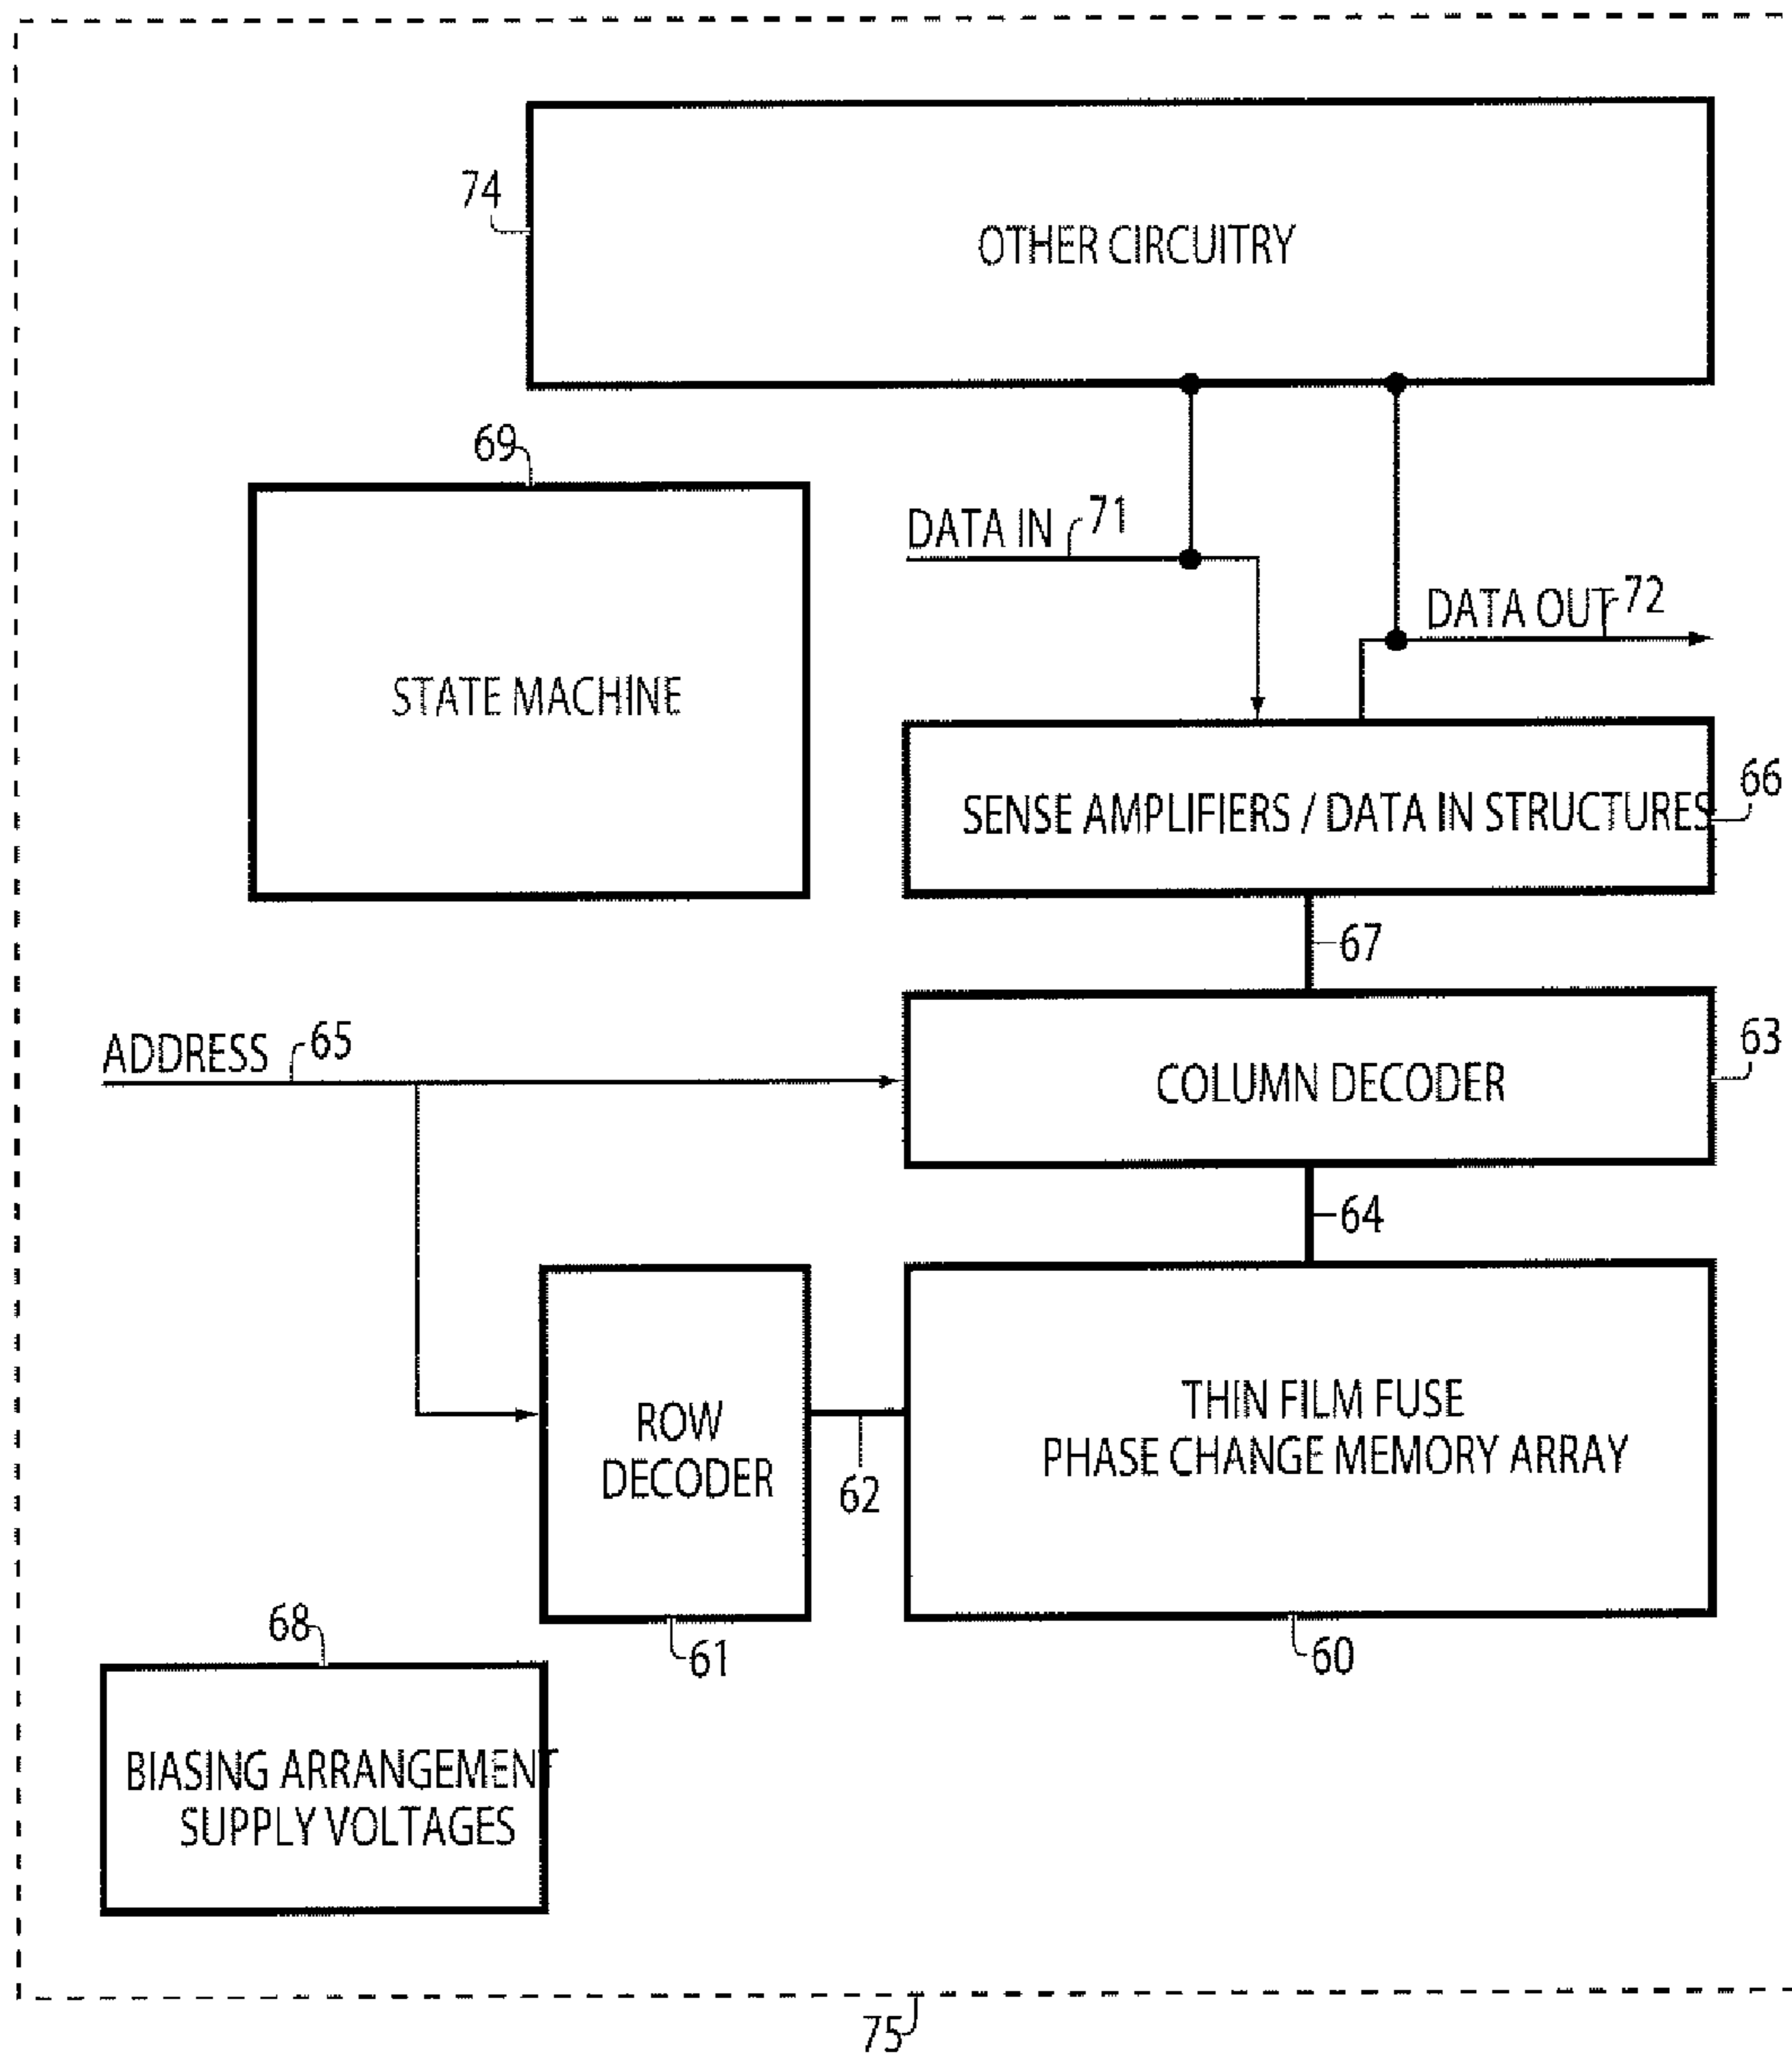 74
OTHER CIRCUITRY
69
DATA IN
71
DATA OUT
72
STATE MACHINE
66
SENSE AMPLIFIERS / DATA IN STRUCTURES
67
ADDRESS
65
63
COLUMN DECODER
64
ROW
DECODER
62
THIN FILM FUSE
PHASE CHANGE MEMORY ARRAY
68
61
60
BIASING ARRANGEMENT
SUPPLY VOLTAGES
75